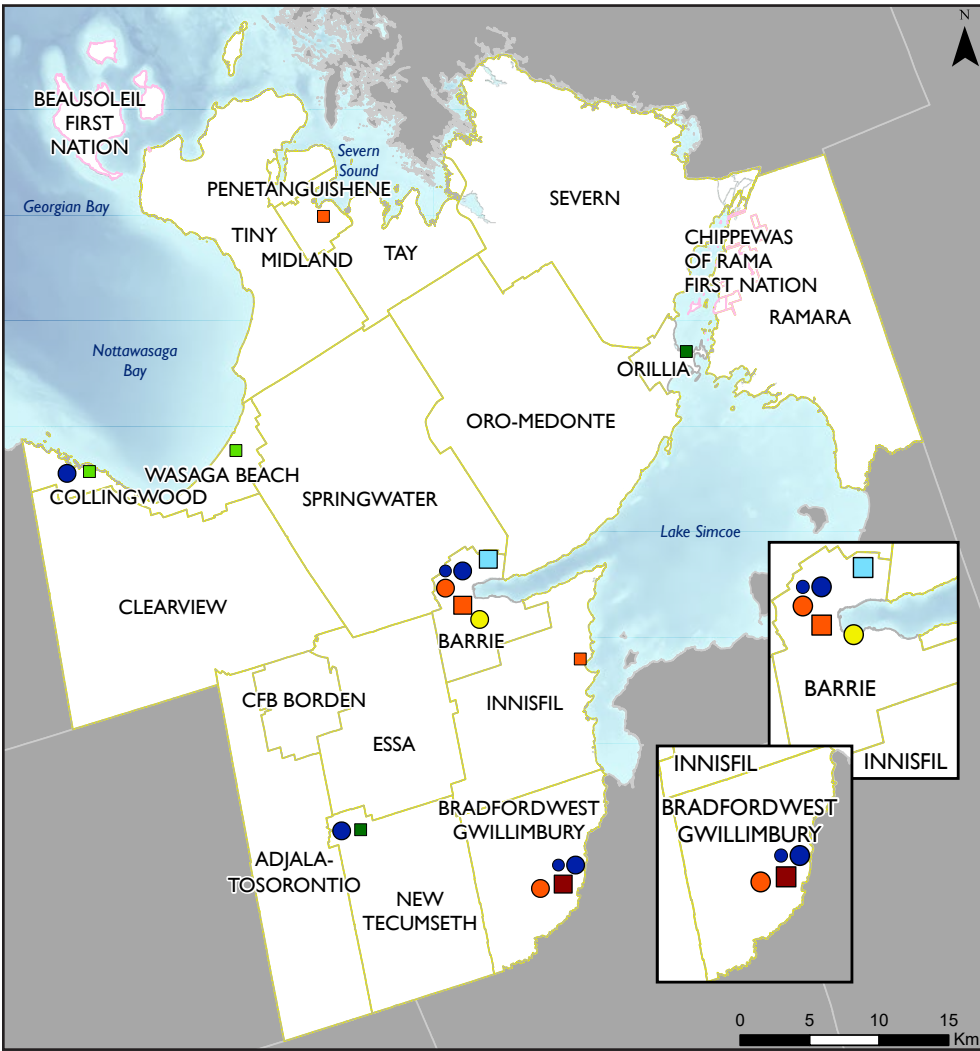 N
BEAUSOLEIL
FIRST
NATION
Severn
Sound
PENETANGUISHENE
Georgian Bay
SEVERN
TINY
MIDLAND
TAY
CHIPPEWAS
OF RAMA
FIRST NATION
RAMARA
Nottawasaga
Bay
ORILLIA
ORO-MEDONTE
WASAGA BEACH
COLLINGWOOD
SPRINGWATER
Lake Simcoe
CLEARVIEW
BARRIE
CFB BORDEN
INNISFIL
ESSA
BRADFORDWEST
GWILLIMBURY
ADJALA-
TOSORONTIO
NEW
TECUMSETH
BARRIE
INNISFIL
INNISFIL
BRADFORDWEST
GWILLIMBURY
0 5 10 15
Km